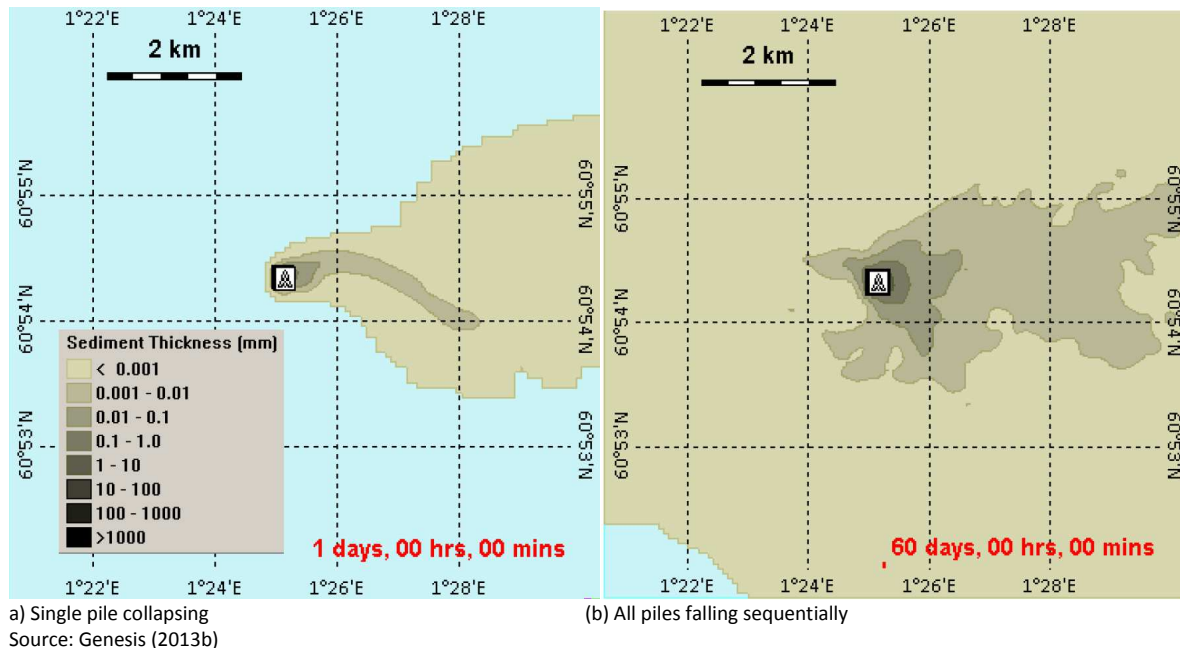 1°22'E 1°24'E 1°26'E 1°28'E
2 km
60°55'N 60°55'N
60°54'N 60°54'N
60°53'N 60°53'N
Sediment Thickness (mm)
< 0.001
0.001 - 0.01
0.01 - 0.1
0.1 - 1.0
1 - 10
10 - 100
100 - 1000
>1000
1 days, 00 hrs, 00 mins
1°22'E 1°24'E 1°26'E 1°28'E
1°22'E 1°24'E 1°26'E 1°28'E
2 km
60°55'N 60°55'N
60°54'N 60°54'N
60°53'N 60°53'N
60 days, 00 hrs, 00 mins
1°22'E 1°24'E 1°26'E 1°28'E
a) Single pile collapsing
(b) All piles falling sequentially
Source: Genesis (2013b)